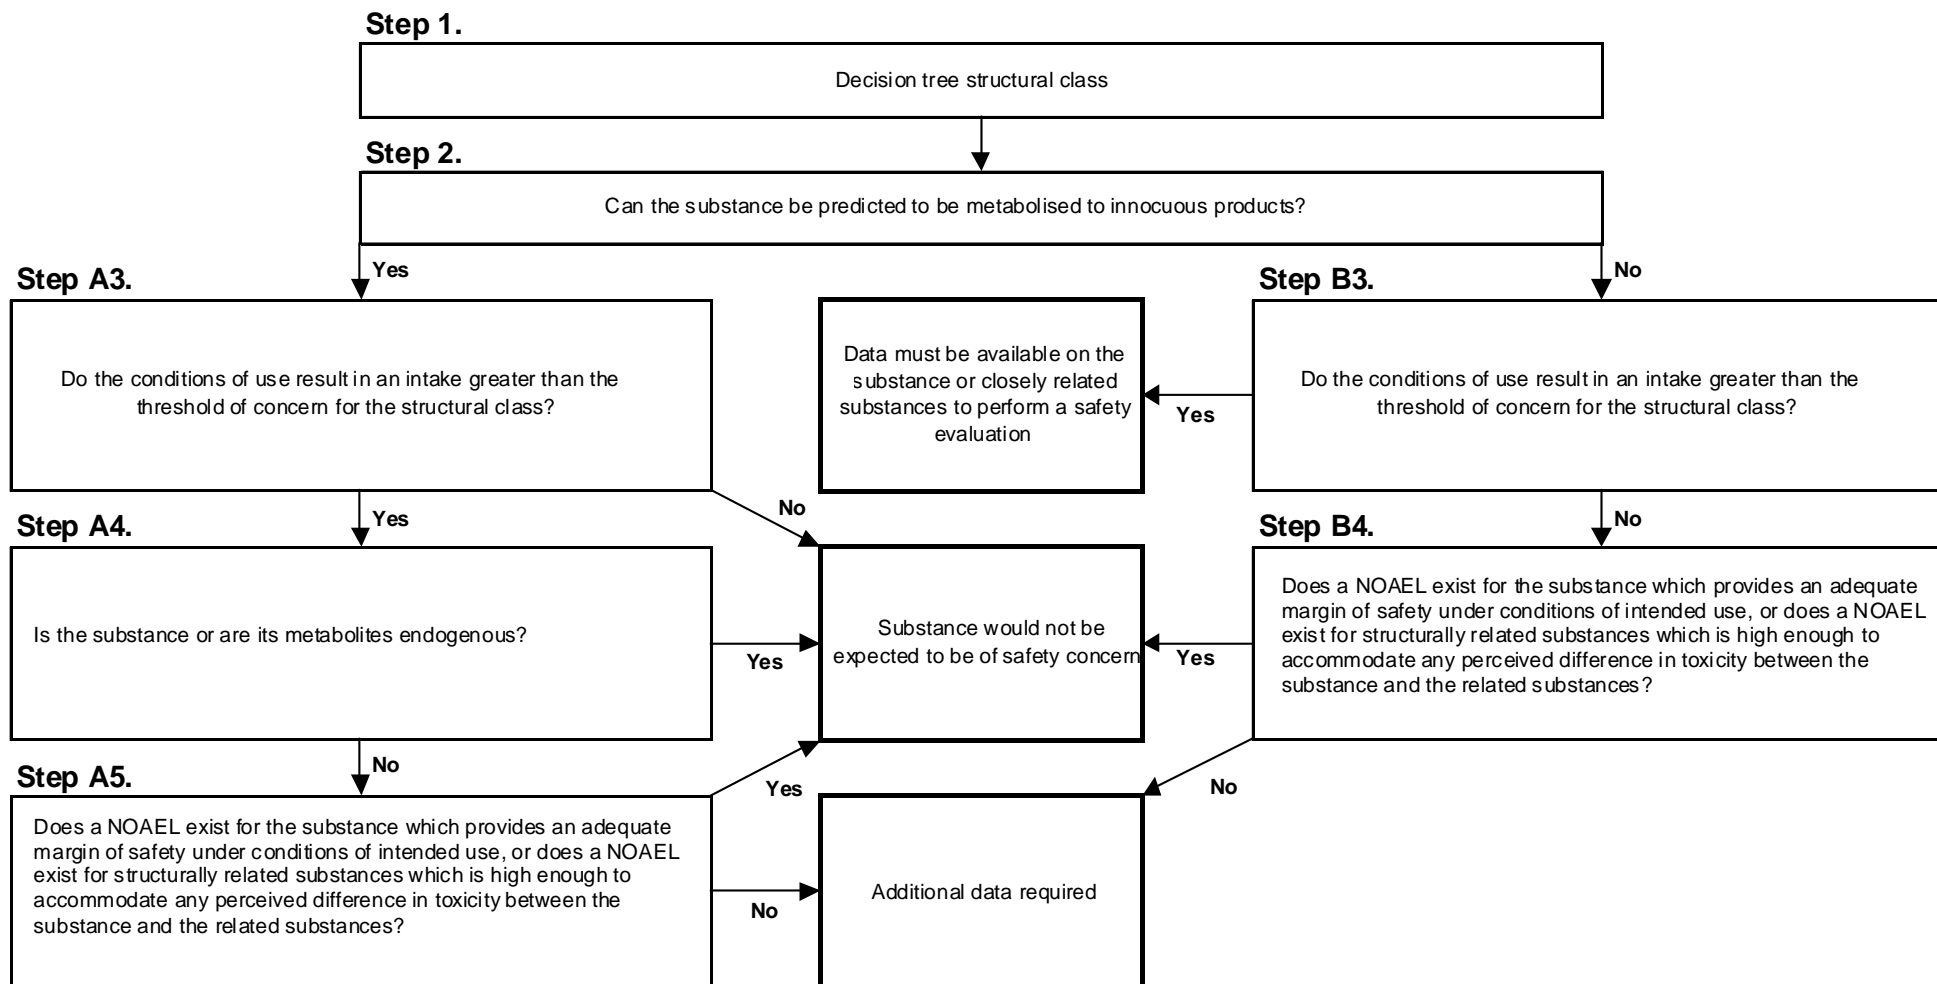 Step 1.
Decision tree structural class
Step 2.
Can the substance be predicted to be metabolised to innocuous products?
Yes
No
Step A3.
Do the conditions of use result in an intake greater than the
threshold of concern for the structural class?
Data must be available on the
substance or closely related
substances to perform a safety
evaluation
Yes
Step B3.
Do the conditions of use result in an intake greater than the
threshold of concern for the structural class?
Yes
No
No
Step A4.
Is the substance or are its metabolites endogenous?
Yes
Substance would not be
expected to be of safety concern
Yes
Step B4.
Does a NOAEL exist for the substance which provides an adequate
margin of safety under conditions of intended use, or does a NOAEL
exist for structurally related substances which is high enough to
accommodate any perceived difference in toxicity between the
substance and the related substances?
No
Yes
No
Step A5.
Does a NOAEL exist for the substance which provides an adequate
margin of safety under conditions of intended use, or does a NOAEL
exist for structurally related substances which is high enough to
accommodate any perceived difference in toxicity between the
substance and the related substances?
No
Additional data required